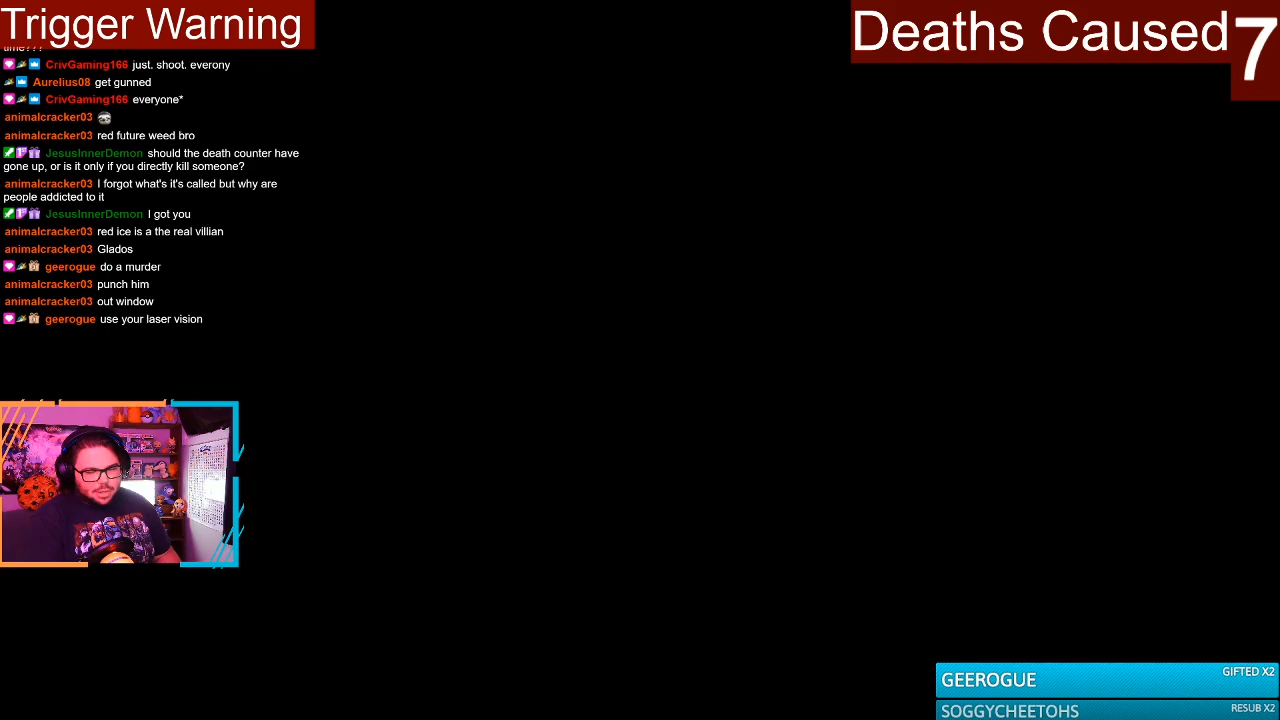 Trigger Warning
Deaths Caused
7
time???
CrivGaming166 just. shoot. everony
Aurelius08 get gunned
CrivGaming166 everyone*
animalcracker03
animalcracker03 red future weed bro
JesusInnerDemon should the death counter have
gone up, or is it only if you directly kill someone?
animalcracker03 I forgot what's it's called but why are
people addicted to it
JesusInnerDemon I got you
animalcracker03 red ice is a the real villian
animalcracker03 Glados
geerogue do a murder
animalcracker03 punch him
animalcracker03 out window
geerogue use your laser vision
GEEROGUE
GIFTED X2
SOGGYCHEETOHS
RESUB X2